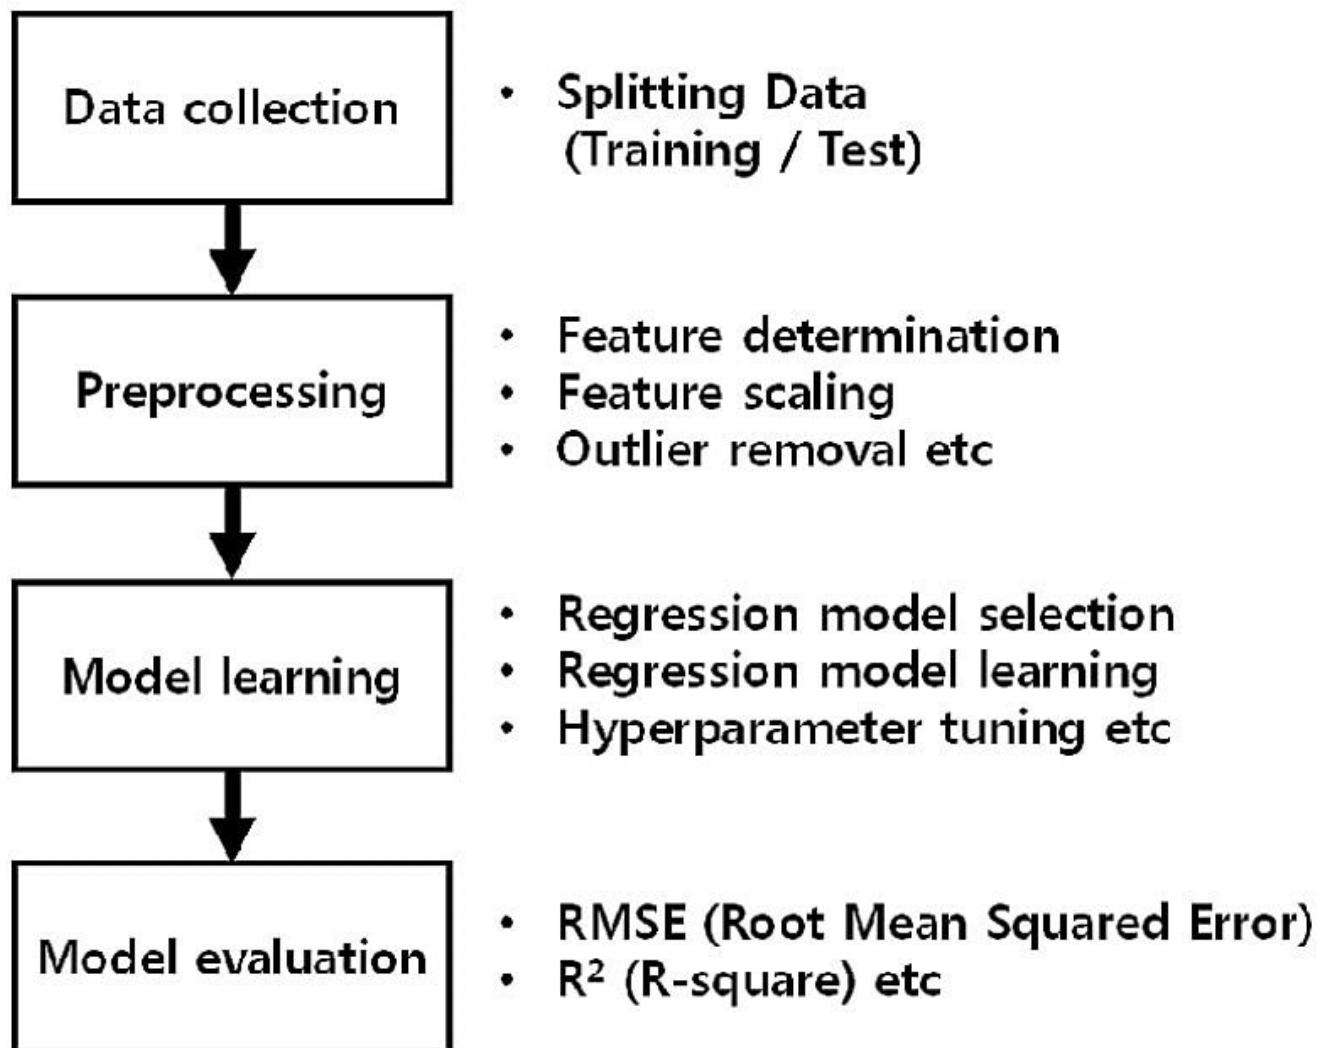 Data collection
• Splitting Data
(Training / Test)
Preprocessing
• Feature determination
• Feature scaling
• Outlier removal etc
Model learning
• Regression model selection
• Regression model learning
• Hyperparameter tuning etc
Model evaluation
• RMSE (Root Mean Squared Error)
• R² (R-square) etc